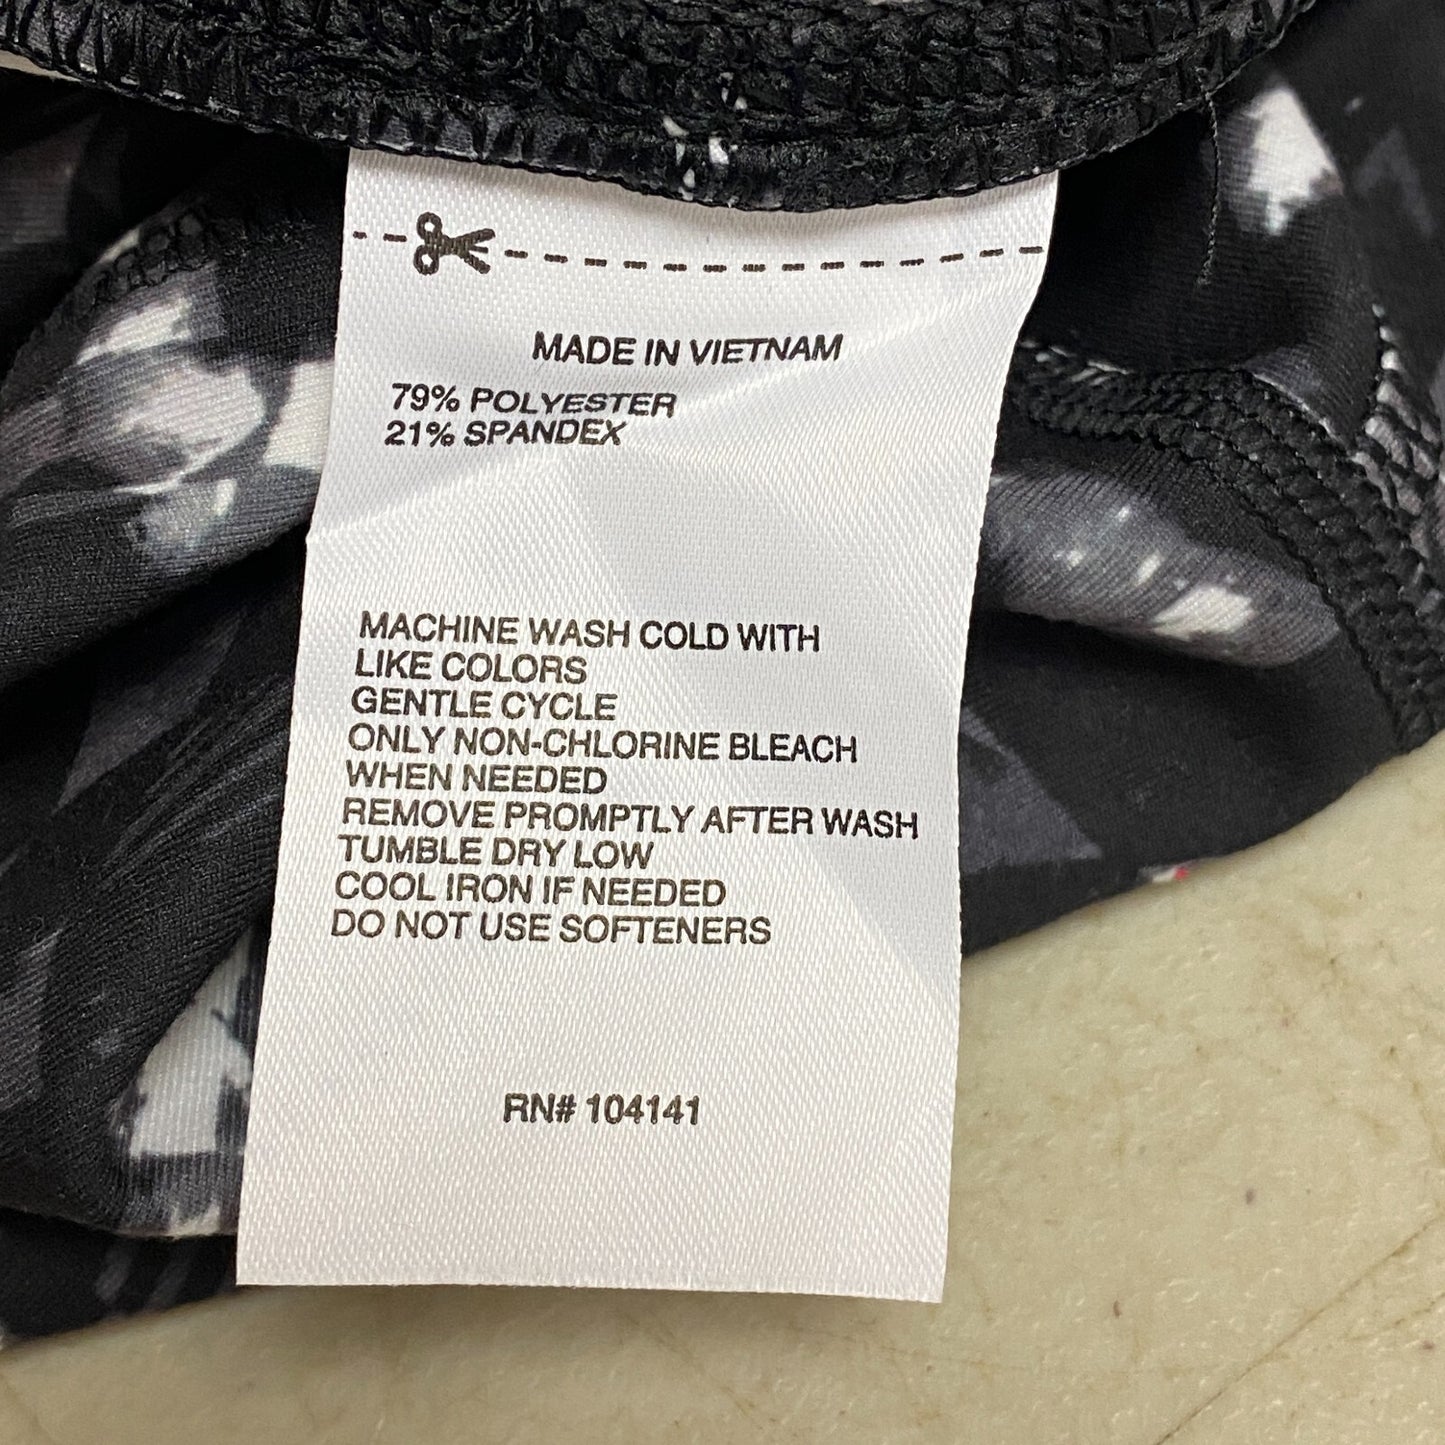 MADE IN VIETNAM
79% POLYESTER
21% SPANDEX
MACHINE WASH COLD WITH
LIKE COLORS
GENTLE CYCLE
ONLY NON-CHLORINE BLEACH
WHEN NEEDED
REMOVE PROMPTLY AFTER WASH
TUMBLE DRY LOW
COOL IRON IF NEEDED
DO NOT USE SOFTENERS
RN# 104141